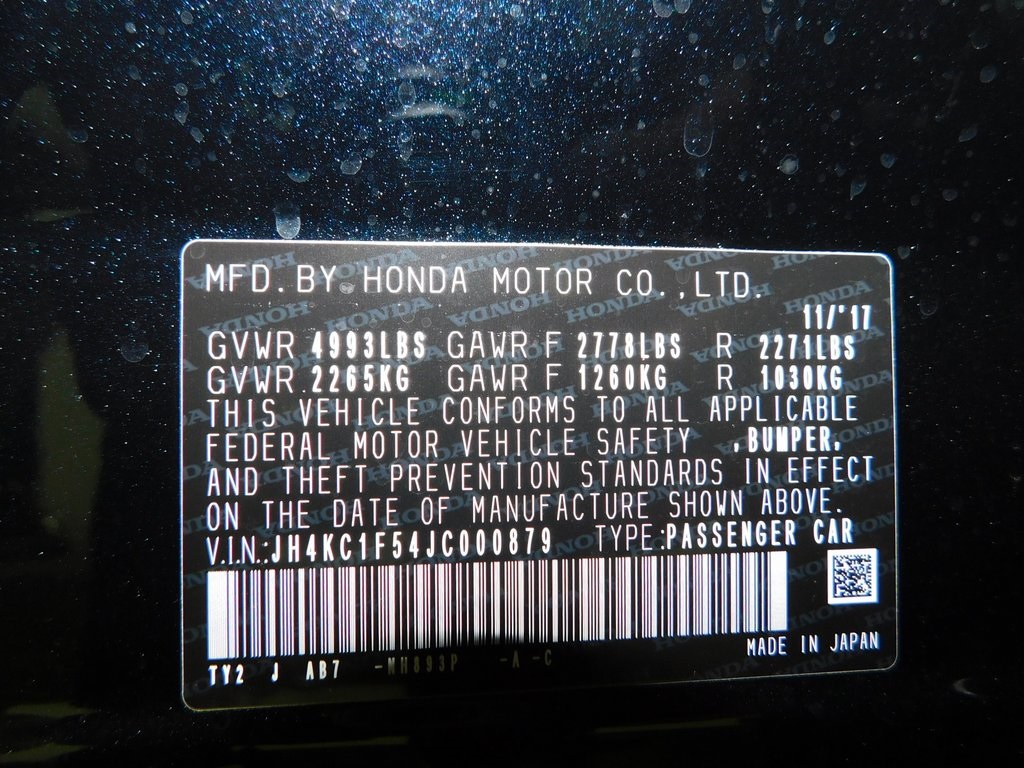 MFD. BY HONDA MOTOR CO., LTD.
11/'17
GVWR 4993LBS GAWR F 2778LBS R 2271LBS
GVWR 2265KG GAWR F 1260KG R 1030KG
THIS VEHICLE CONFORMS TO ALL APPLICABLE
FEDERAL MOTOR VEHICLE SAFETY ,BUMPER,
AND THEFT PREVENTION STANDARDS IN EFFECT
ON THE DATE OF MANUFACTURE SHOWN ABOVE.
V.I.N.:JH4KC1F54JC000879 TYPE:PASSENGER CAR
MADE IN JAPAN
TY2 J AB7 -NH893P -A -C